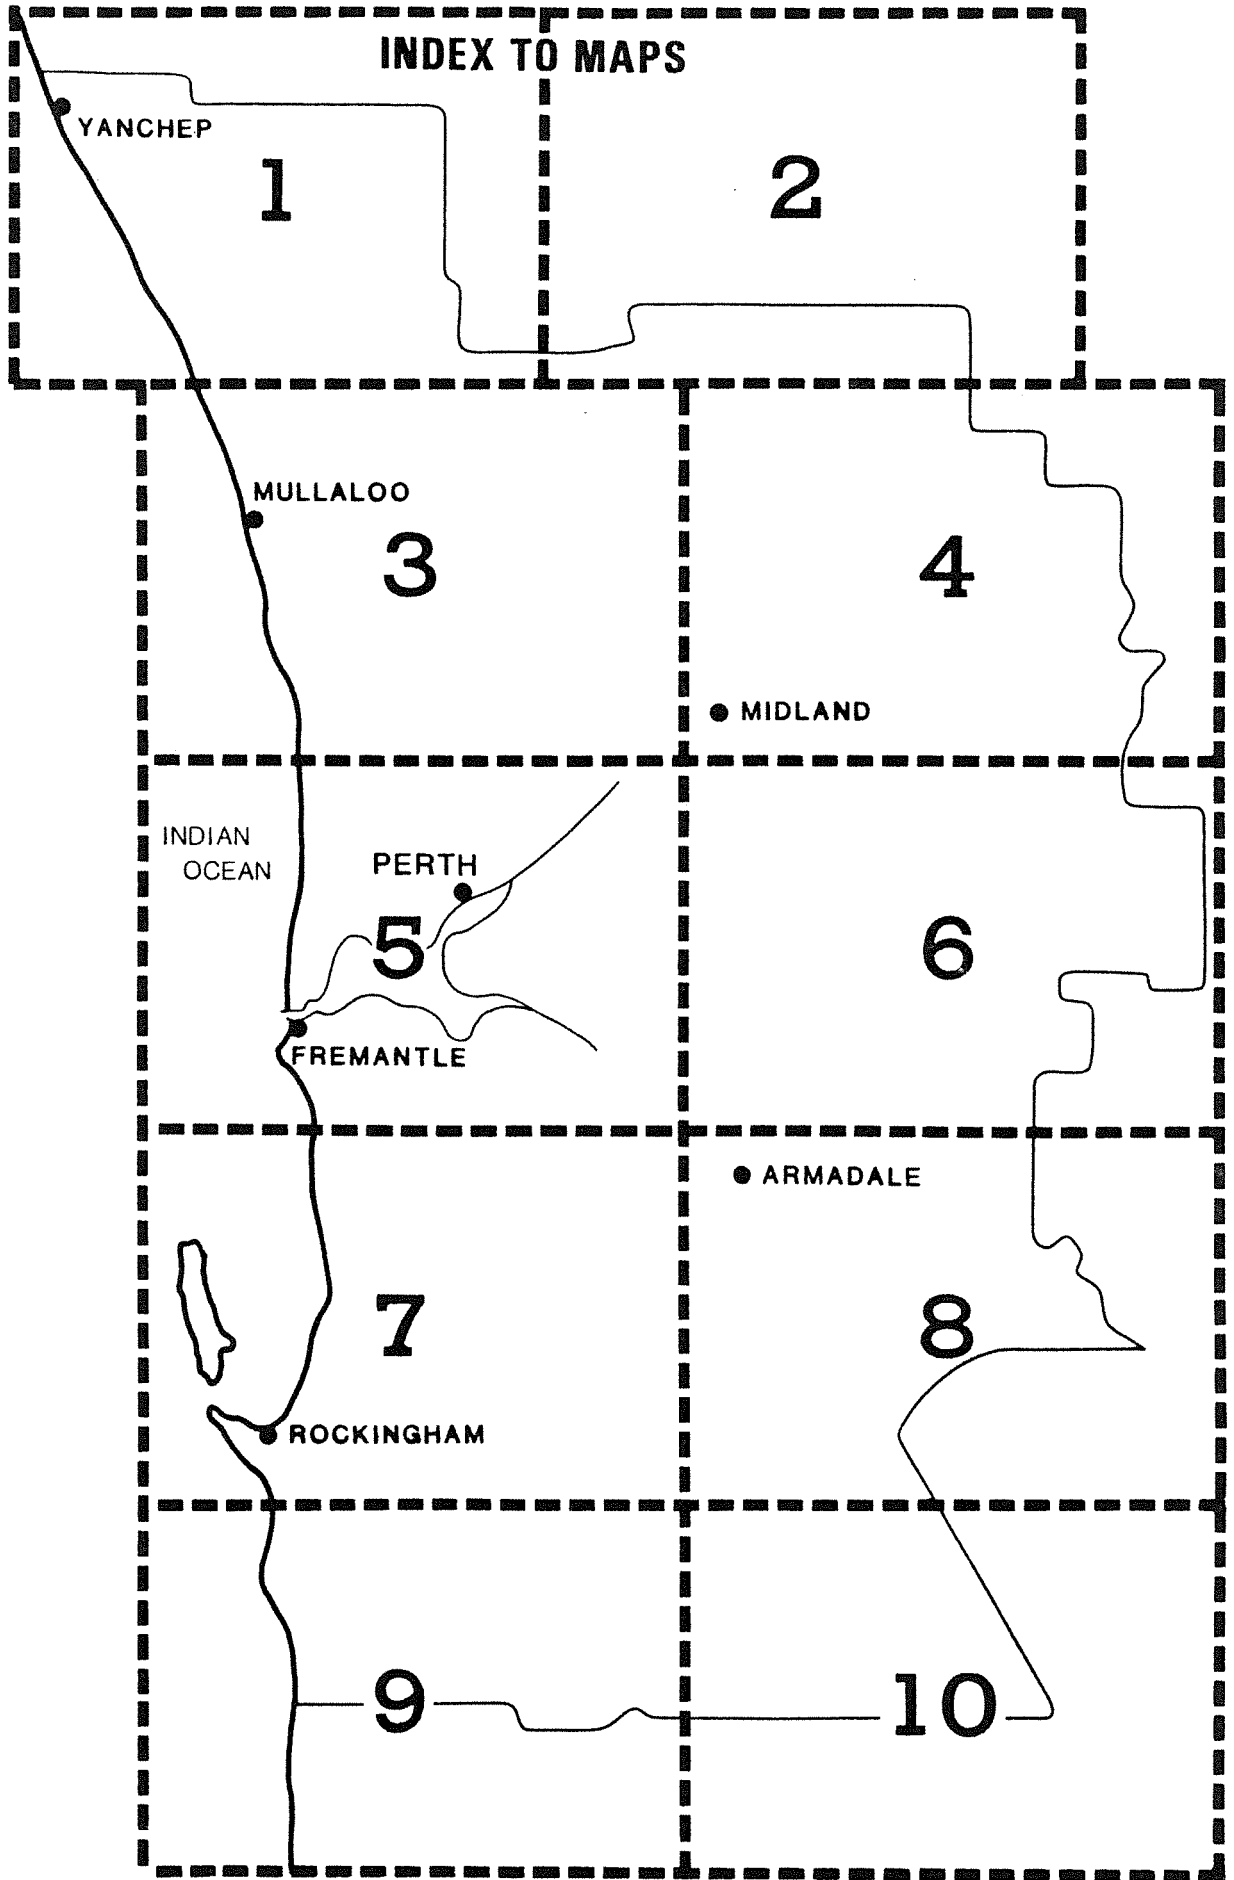 INDEX TO MAPS
YANCHEP
1
2
MULLALOO
3
4
MIDLAND
INDIAN
OCEAN
PERTH
5
6
FREMANTLE
ARMADALE
7
8
ROCKINGHAM
9
10